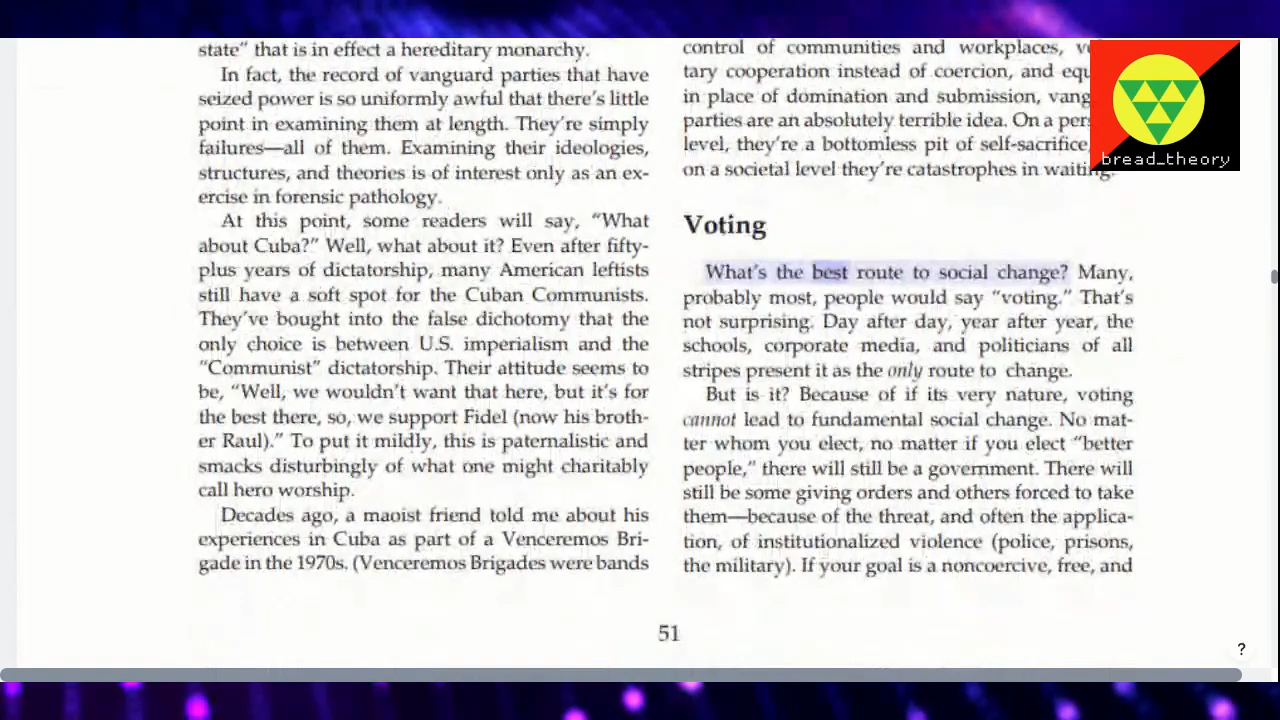 state” that is in effect a hereditary monarchy.
In fact, the record of vanguard parties that have
seized power is so uniformly awful that there’s little
point in examining them at length. They’re simply
failures—all of them. Examining their ideologies,
structures, and theories is of interest only as an ex-
ercise in forensic pathology.
At this point, some readers will say, “What
about Cuba?” Well, what about it? Even after fifty-
plus years of dictatorship, many American leftists
still have a soft spot for the Cuban Communists.
They’ve bought into the false dichotomy that the
only choice is between U.S. imperialism and the
“Communist” dictatorship. Their attitude seems to
be, “Well, we wouldn’t want that here, but it’s for
the best there, so, we support Fidel (now his broth-
er Raul).” To put it mildly, this is paternalistic and
smacks disturbingly of what one might charitably
call hero worship.
Decades ago, a maoist friend told me about his
experiences in Cuba as part of a Venceremos Bri-
gade in the 1970s. (Venceremos Brigades were bands
control of communities and workplaces,
tary cooperation instead of coercion, and
in place of domination and submission,
parties are an absolutely terrible idea. On a
level, they’re a bottomless pit of self-sacrifice,
on a societal level they’re catastrophes in waiting.
Voting
What’s the best route to social change? Many,
probably most, people would say “voting.” That’s
not surprising. Day after day, year after year, the
schools, corporate media, and politicians of all
stripes present it as the only route to change.
But is it? Because of if its very nature, voting
cannot lead to fundamental social change. No mat-
ter whom you elect, no matter if you elect “better
people,” there will still be a government. There will
still be some giving orders and others forced to take
them—because of the threat, and often the applica-
tion, of institutionalized violence (police, prisons,
the military). If your goal is a noncoercive, free, and
51
bread_theory
?